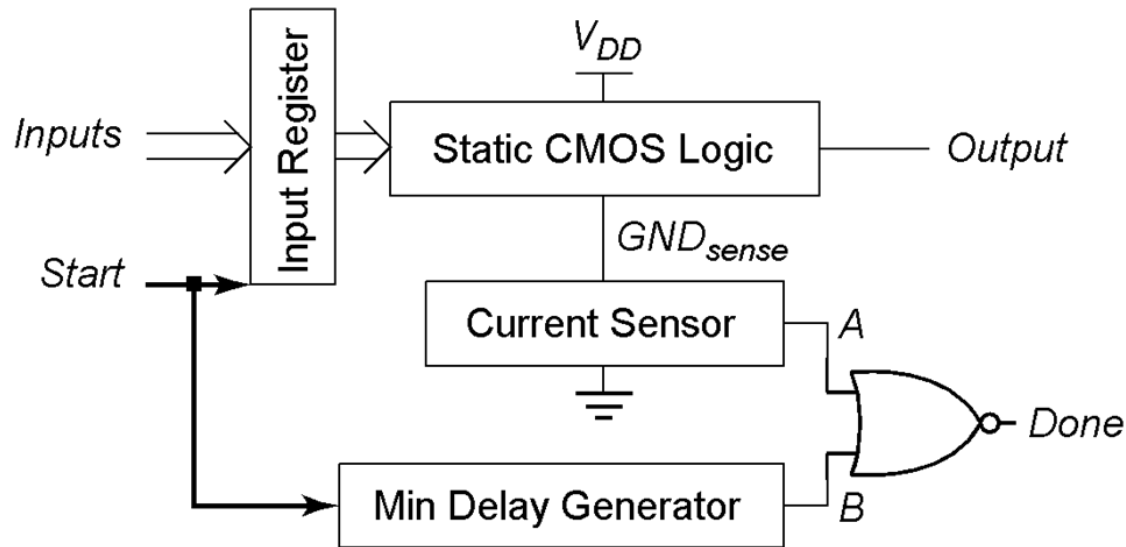 V_DD
Input Register
Inputs
Static CMOS Logic
Output
GND_sense
Start
Current Sensor
A
Done
Min Delay Generator
B